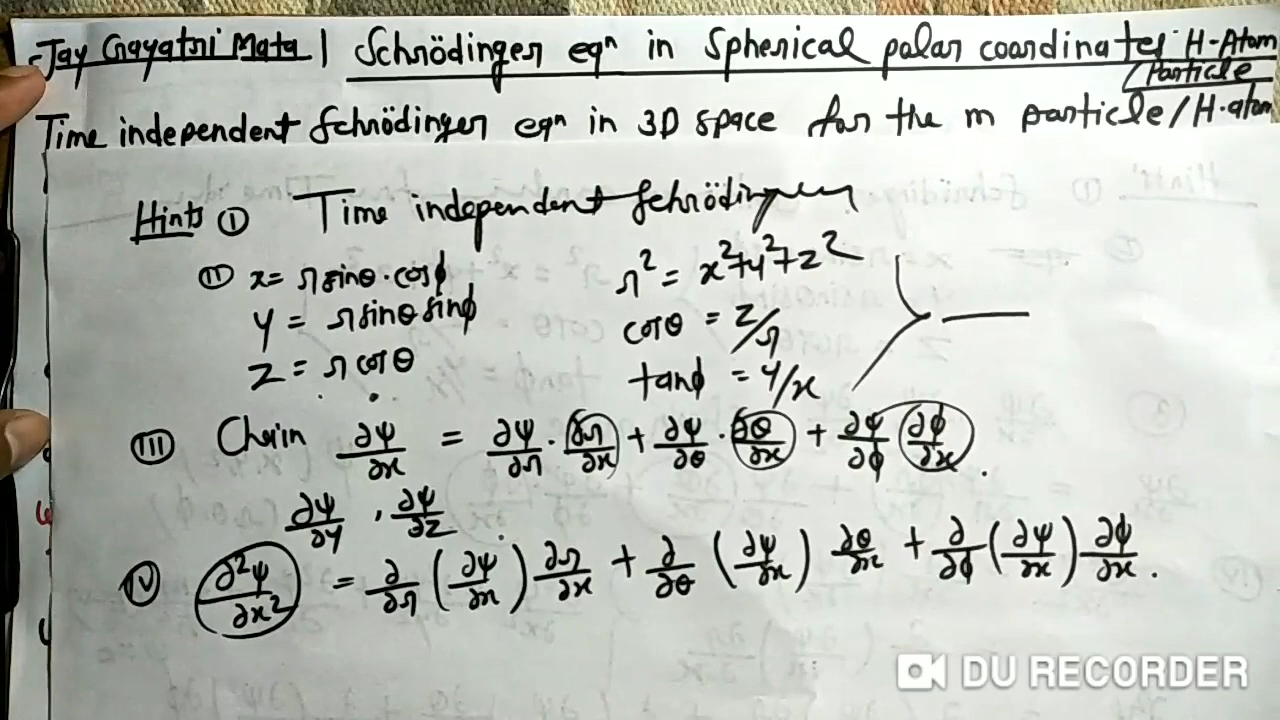 Jay Gayatri Mata | Schrödinger eqⁿ in Spherical polar coordinates H-Atom
/Particle
Time independent Schrödinger eqⁿ in 3D space for the m particle/H-atom
Hints ① Time independent Schrödinger
② x = r sinθ·cosϕ r² = x²+y²+z²
y = r sinθ sinϕ cosθ = z/r
z = r cosθ tanϕ = y/x
③ Chain ∂ψ/∂x = ∂ψ/∂r · ∂r/∂x + ∂ψ/∂θ · ∂θ/∂x + ∂ψ/∂ϕ ∂ϕ/∂x .
∂ψ/∂y , ∂ψ/∂z .
Ⅳ ∂²ψ/∂x² = ∂/∂r (∂ψ/∂x) ∂r/∂x + ∂/∂θ (∂ψ/∂x) ∂θ/∂x + ∂/∂ϕ (∂ψ/∂x) ∂ϕ/∂x .
DU RECORDER